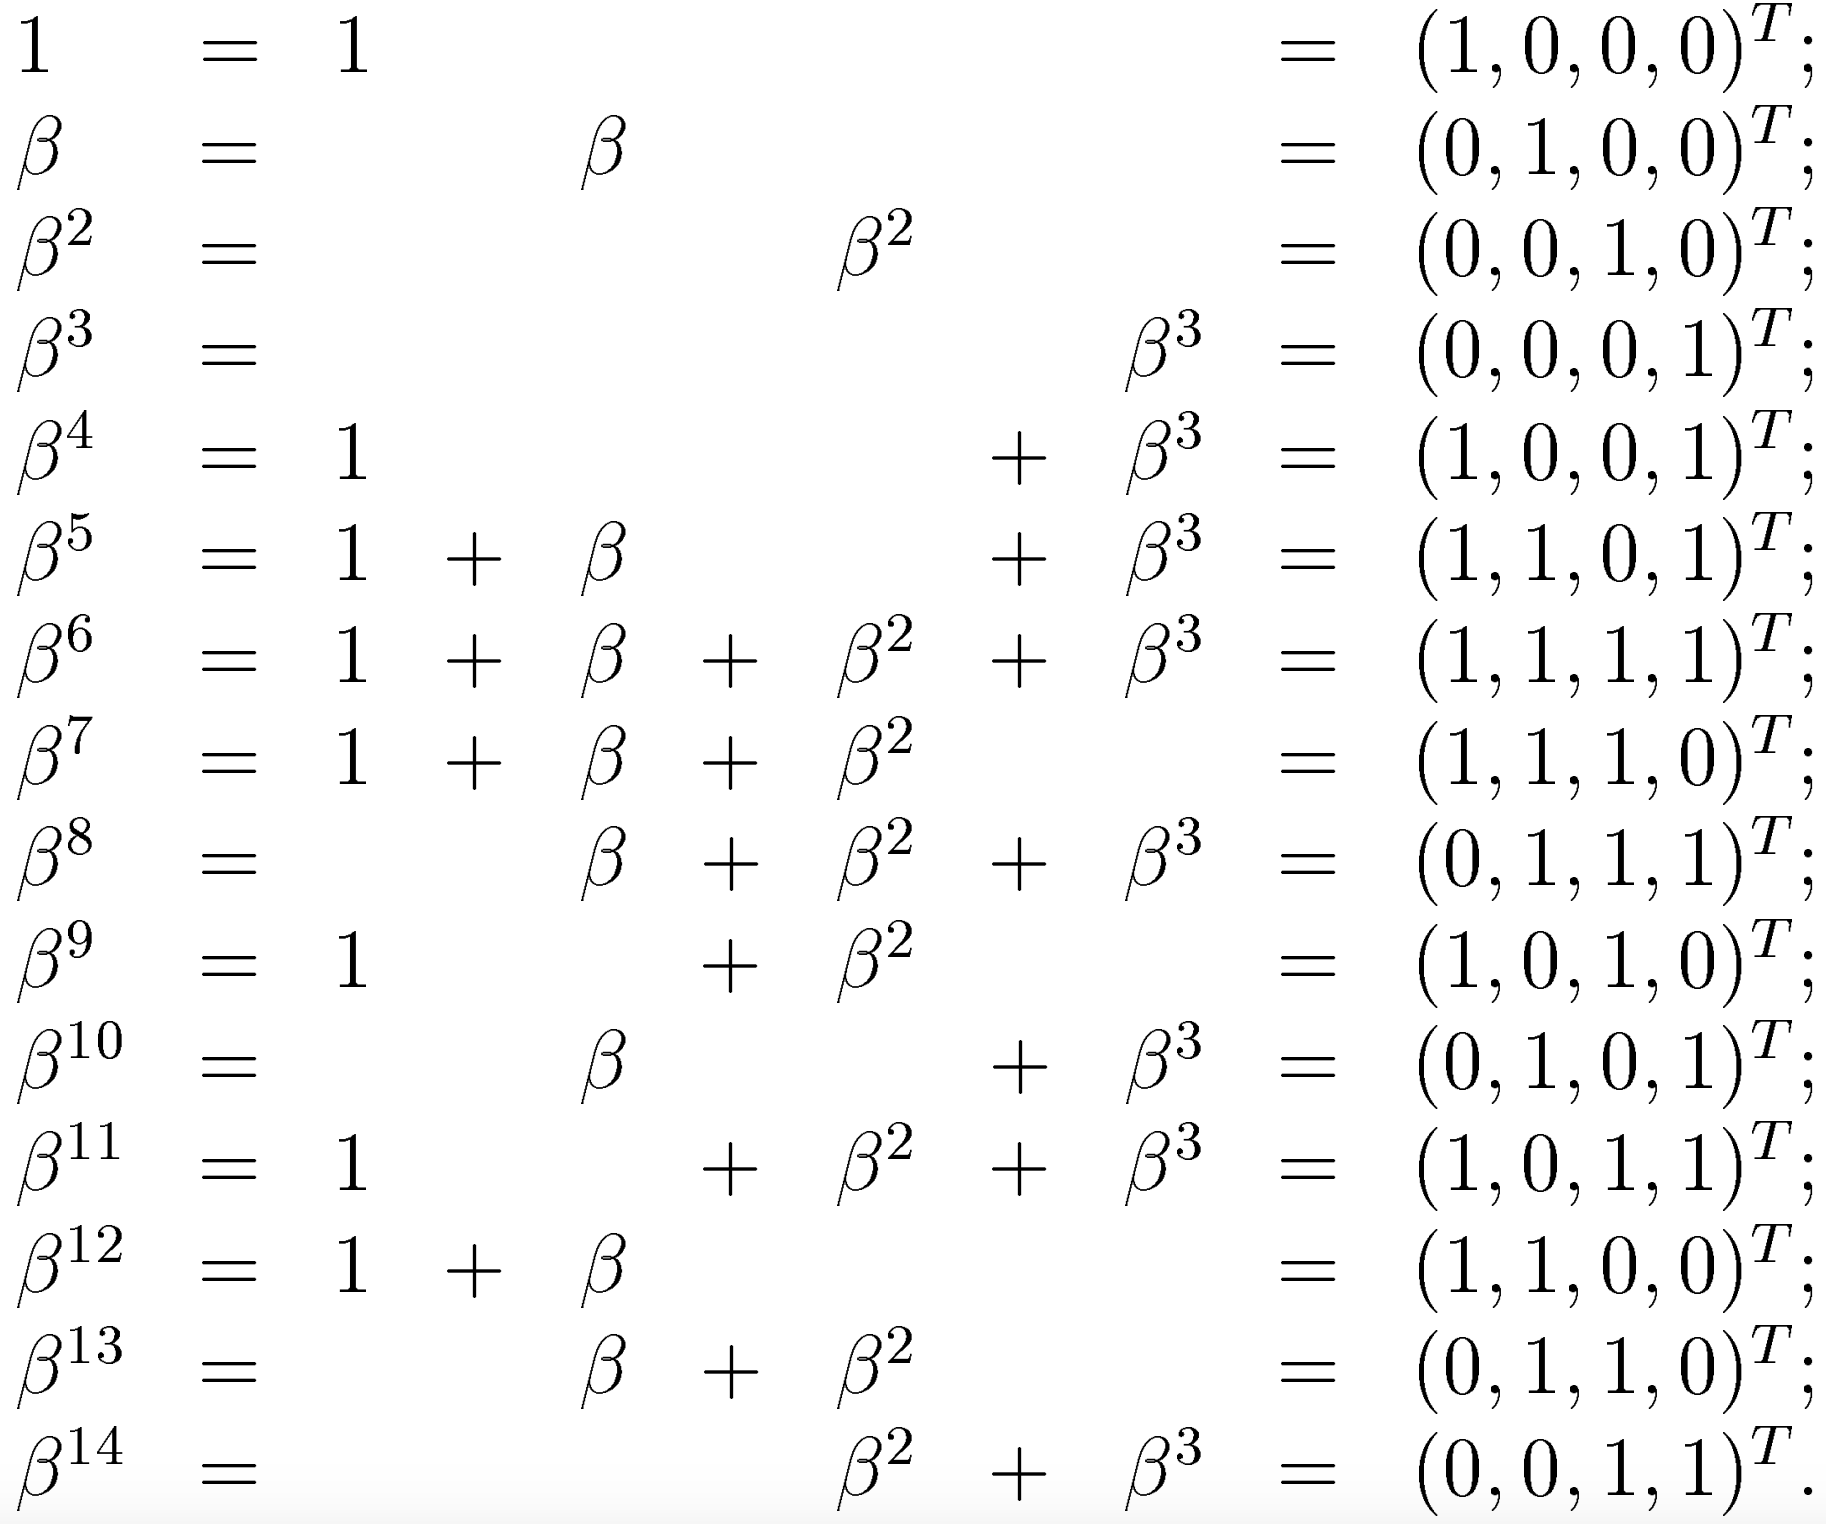 1 = 1 = (1, 0, 0, 0)^T;
β = β = (0, 1, 0, 0)^T;
β^2 = β^2 = (0, 0, 1, 0)^T;
β^3 = β^3 = (0, 0, 0, 1)^T;
β^4 = 1 + β^3 = (1, 0, 0, 1)^T;
β^5 = 1 + β + β^3 = (1, 1, 0, 1)^T;
β^6 = 1 + β + β^2 + β^3 = (1, 1, 1, 1)^T;
β^7 = 1 + β + β^2 = (1, 1, 1, 0)^T;
β^8 = β + β^2 + β^3 = (0, 1, 1, 1)^T;
β^9 = 1 + β^2 = (1, 0, 1, 0)^T;
β^10 = β + β^3 = (0, 1, 0, 1)^T;
β^11 = 1 + β^2 + β^3 = (1, 0, 1, 1)^T;
β^12 = 1 + β = (1, 1, 0, 0)^T;
β^13 = β + β^2 = (0, 1, 1, 0)^T;
β^14 = β^2 + β^3 = (0, 0, 1, 1)^T.